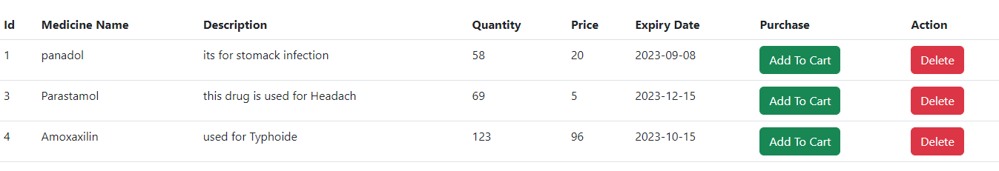 Id Medicine Name Description Quantity Price Expiry Date Purchase Action
1 panadol its for stomack infection 58 20 2023-09-08 Add To Cart Delete
3 Parastamol this drug is used for Headach 69 5 2023-12-15 Add To Cart Delete
4 Amoxaxilin used for Typhoide 123 96 2023-10-15 Add To Cart Delete